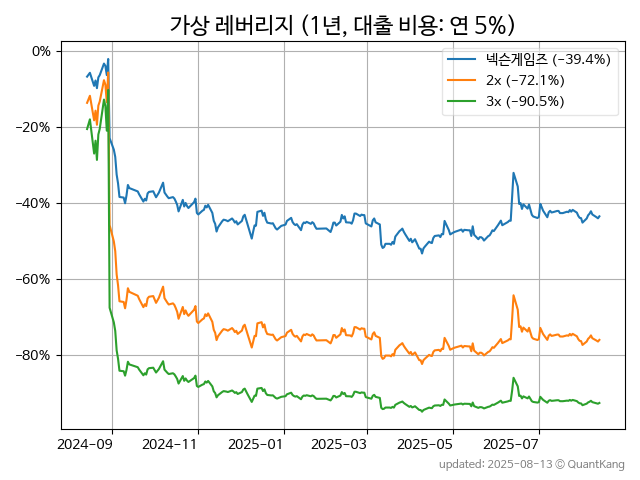 가상 레버리지 (1년, 대출 비용: 연 5%)
넥슨게임즈 (−39.4%)
2x (−72.1%)
3x (−90.5%)
0%
−20%
−40%
−60%
−80%
2024-09 2024-11 2025-01 2025-03 2025-05 2025-07
updated: 2025-08-13 © QuantKang